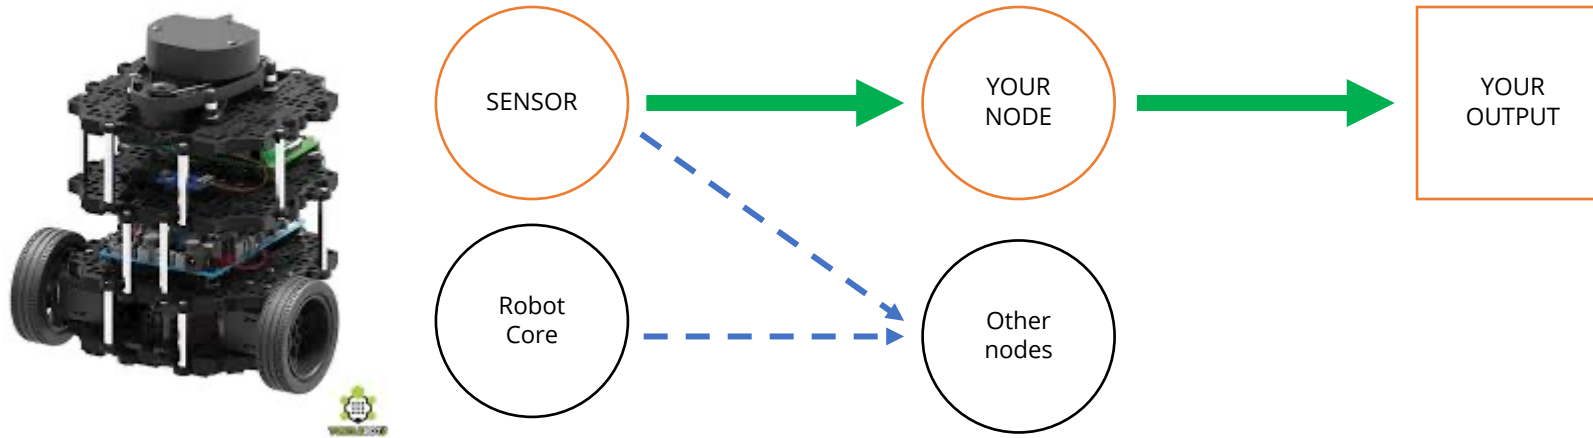 SENSOR
YOUR
NODE
YOUR
OUTPUT
Robot
Core
Other
nodes